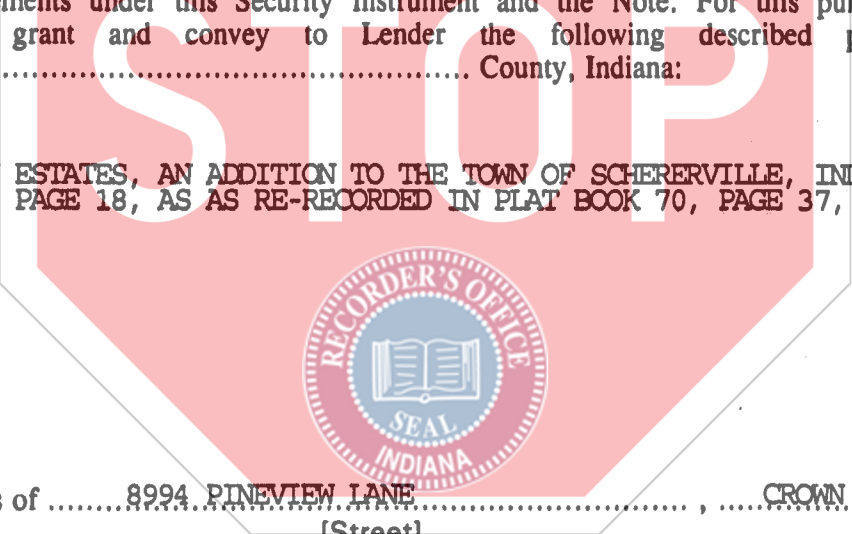 ements under this Security Instrument and the Note. For this pu
grant and convey to Lender the following described p
.......................................................... County, Indiana:
STOP
ESTATES, AN ADDITION TO THE TOWN OF SCHERERVILLE, IND
PAGE 18, AS AS RE-RECORDED IN PLAT BOOK 70, PAGE 37,
RECORDER'S OFFICE
SEAL
INDIANA
of ........8994 PINEVIEW LANE.................................... , .....CROWN
[Street]